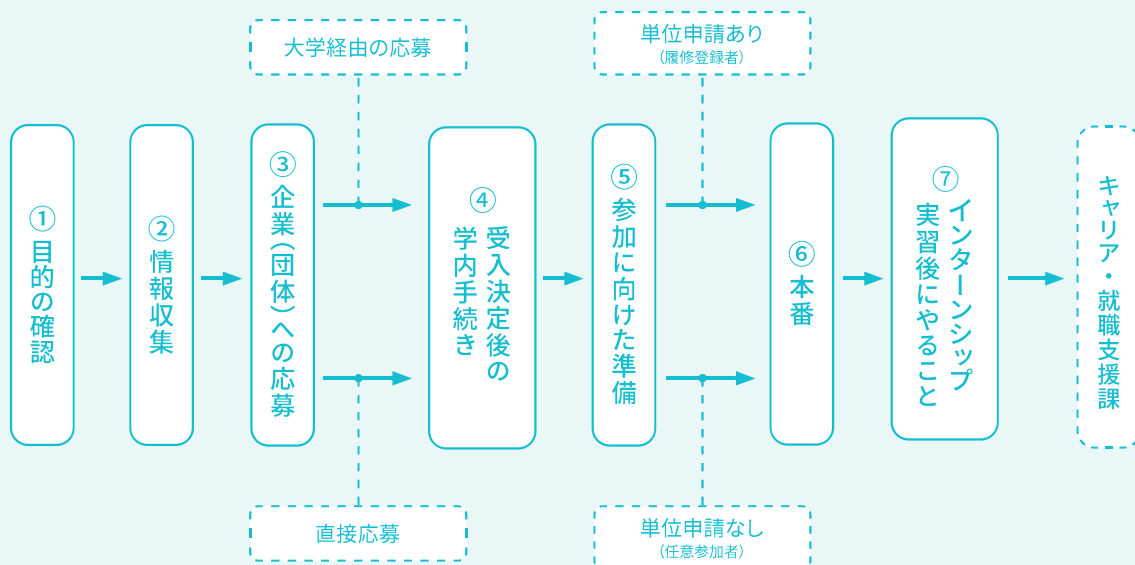 大学経由の応募
単位申請あり
（履修登録者）
①目的の確認
②情報収集
③企業（団体）への応募
④
受入決定後の
学内手続き
⑤参加に向けた準備
⑥本番
⑦
インターンシップ
実習後にやること
キャリア・就職支援課
直接応募
単位申請なし
（任意参加者）